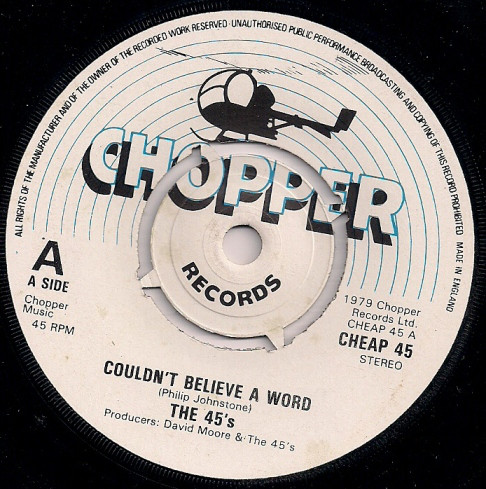 ALL RIGHTS OF THE MANUFACTURER AND OF THE OWNER OF THE RECORDED WORK RESERVED - UNAUTHORISED PUBLIC PERFORMANCE BROADCASTING AND COPYING OF THIS RECORD PROHIBITED MADE IN ENGLAND
CHOPPER
RECORDS
A
A SIDE
Chopper
Music
45 RPM
1979 Chopper
Records Ltd.
CHEAP 45 A
CHEAP 45
STEREO
COULDN'T BELIEVE A WORD
(Philip Johnstone)
THE 45's
Producers: David Moore & The 45's